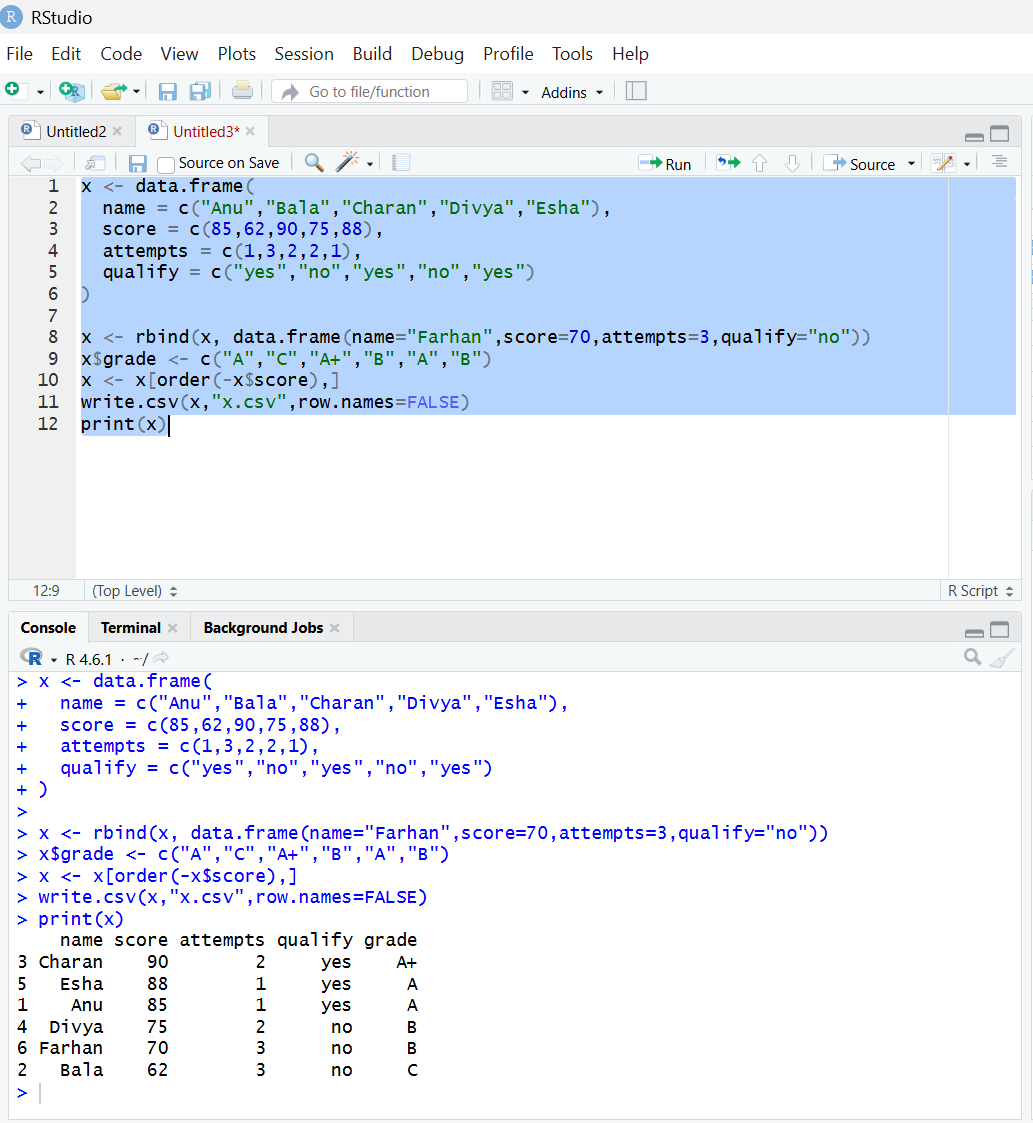 R RStudio
File Edit Code View Plots Session Build Debug Profile Tools Help
Go to file/function Addins
Untitled2 Untitled3*
Source on Save Run Source
1 x <- data.frame(
2   name = c("Anu","Bala","Charan","Divya","Esha"),
3   score = c(85,62,90,75,88),
4   attempts = c(1,3,2,2,1),
5   qualify = c("yes","no","yes","no","yes")
6 )
7
8 x <- rbind(x, data.frame(name="Farhan",score=70,attempts=3,qualify="no"))
9 x$grade <- c("A","C","A+","B","A","B")
10 x <- x[order(-x$score),]
11 write.csv(x,"x.csv",row.names=FALSE)
12 print(x)
12:9 (Top Level) R Script
Console Terminal Background Jobs
R R 4.6.1 · ~/
> x <- data.frame(
+   name = c("Anu","Bala","Charan","Divya","Esha"),
+   score = c(85,62,90,75,88),
+   attempts = c(1,3,2,2,1),
+   qualify = c("yes","no","yes","no","yes")
+ )
>
> x <- rbind(x, data.frame(name="Farhan",score=70,attempts=3,qualify="no"))
> x$grade <- c("A","C","A+","B","A","B")
> x <- x[order(-x$score),]
> write.csv(x,"x.csv",row.names=FALSE)
> print(x)
    name score attempts qualify grade
3 Charan    90        2     yes    A+
5   Esha    88        1     yes     A
1    Anu    85        1     yes     A
4  Divya    75        2      no     B
6 Farhan    70        3      no     B
2   Bala    62        3      no     C
>